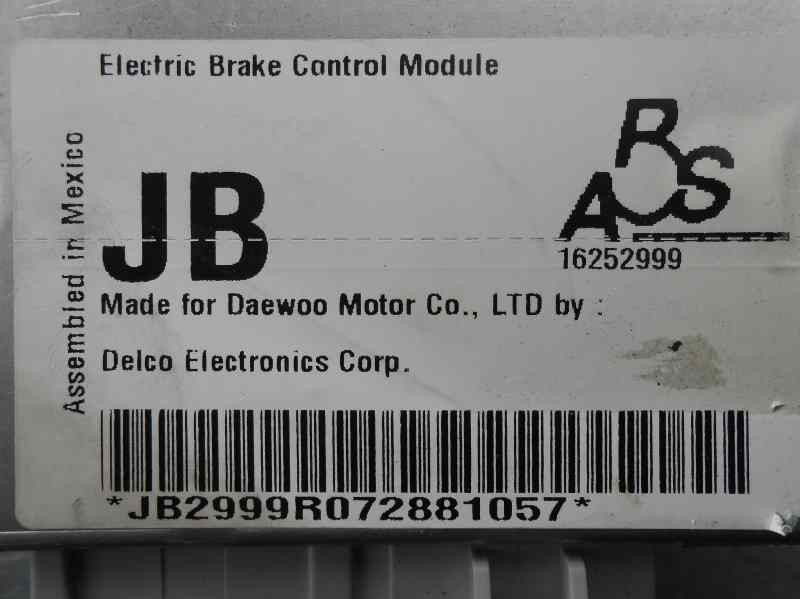 Electric Brake Control Module
Assembled in Mexico
JB
ABS
16252999
Made for Daewoo Motor Co., LTD by :
Delco Electronics Corp.
*JB2999R072881057*